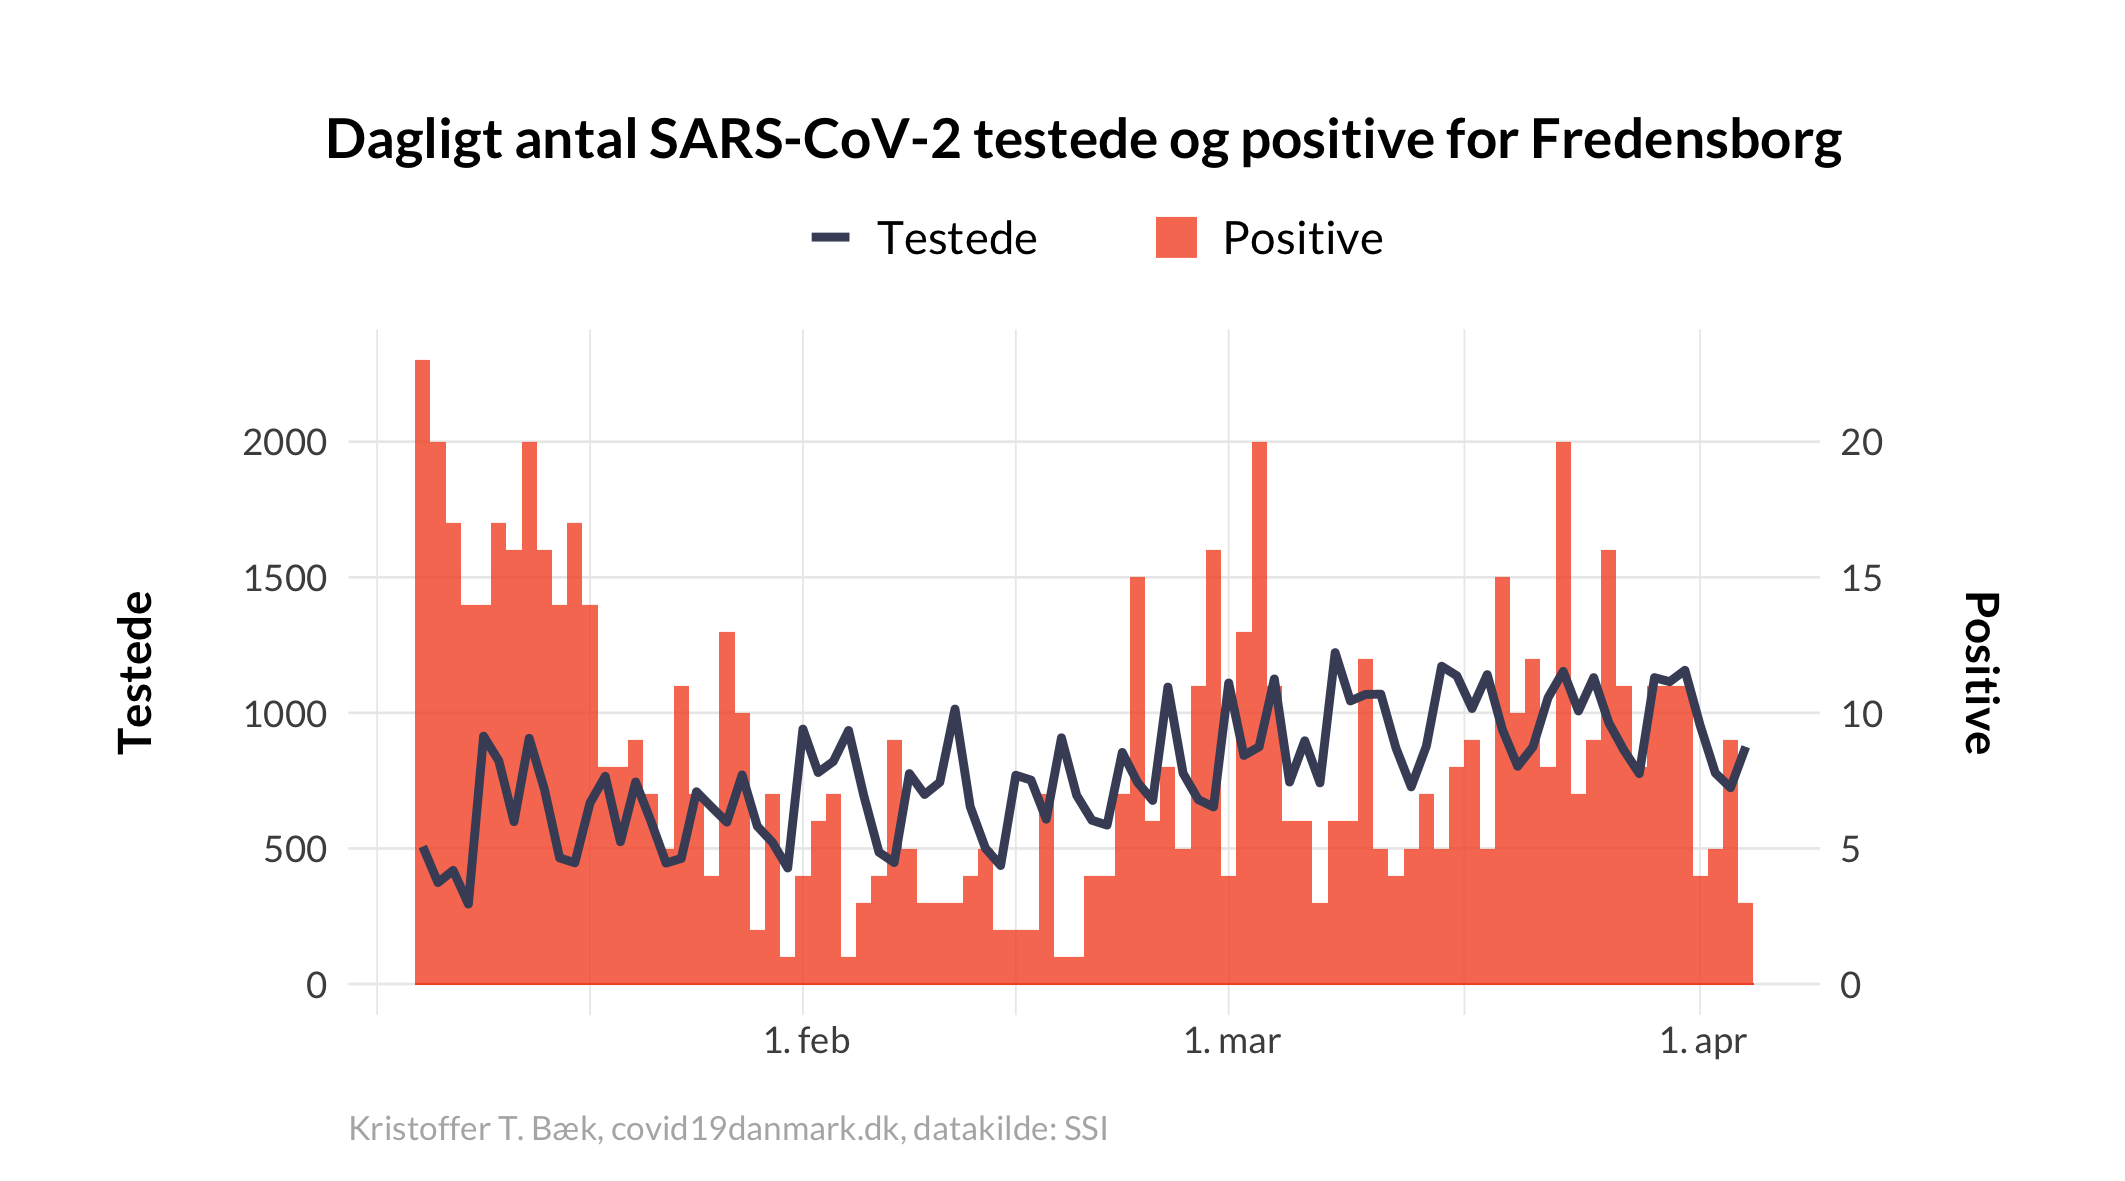 Dagligt antal SARS-CoV-2 testede og positive for Fredensborg
Testede
Positive
2000
1500
1000
500
0
Testede
20
15
10
5
0
Positive
1. feb
1. mar
1. apr
Kristoffer T. Bæk, covid19danmark.dk, datakilde: SSI